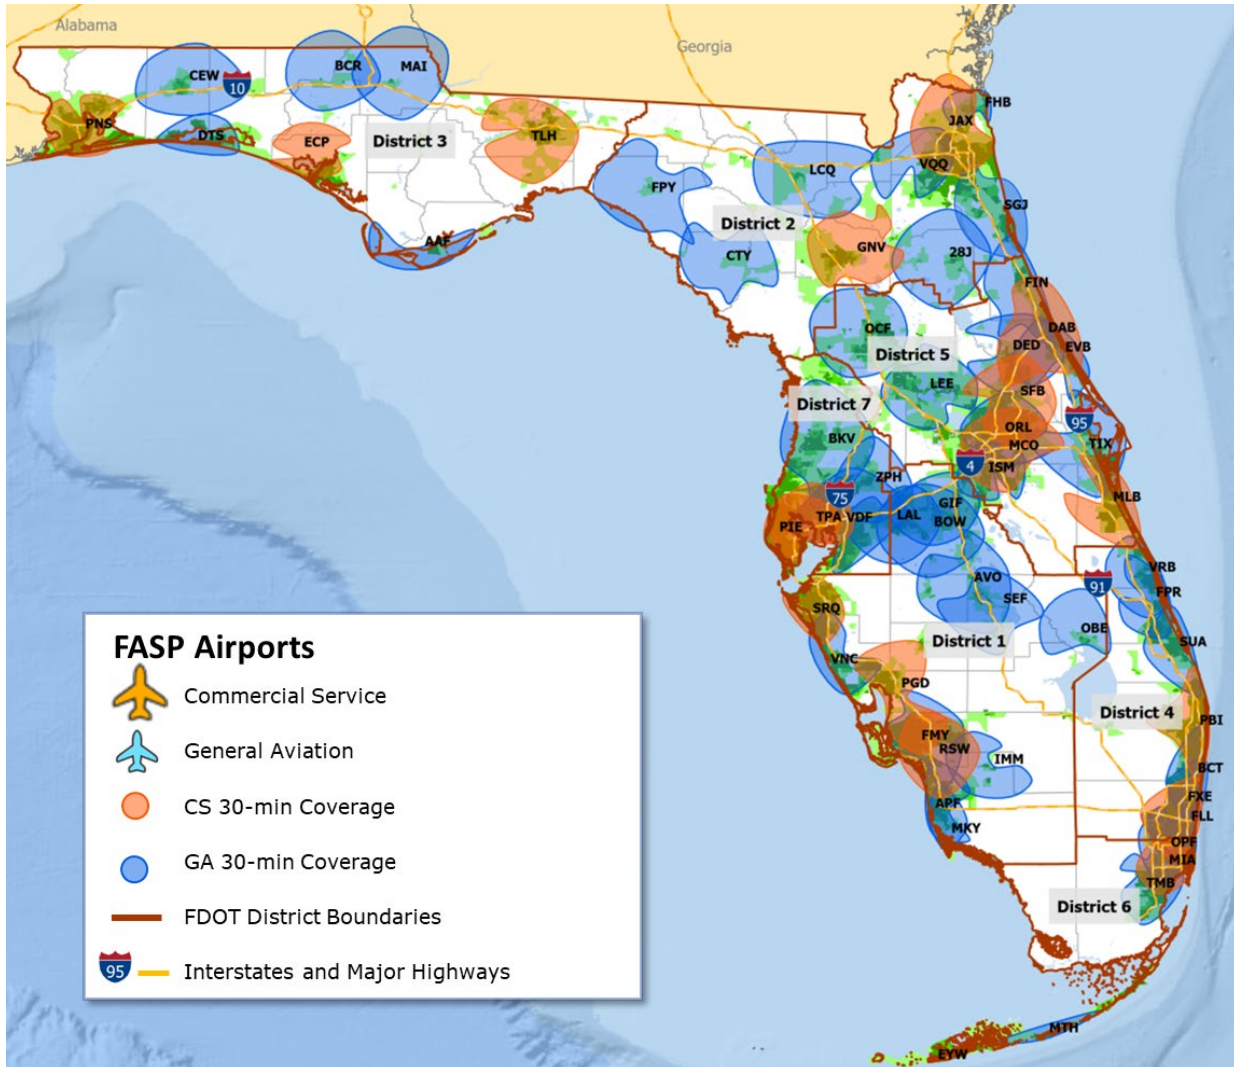 Alabama
Georgia
CEW
10
BCR
MAI
PNS
DTS
ECP
District 3
TLH
AAF
FHB
JAX
VQQ
LCQ
FPY
SGJ
District 2
GNV
28J
CTY
FIN
OCF
DAB
DED
EVB
District 5
LEE
SFB
District 7
95
ORL
BKV
MCO
TIX
4
ISM
ZPH
75
MLB
GIF
TPA
VDF
LAL
BOW
PIE
VRB
AVO
91
FPR
SEF
SRQ
OBE
SUA
District 1
VNC
PGD
District 4
PBI
FMY
RSW
IMM
BCT
FXE
APF
FLL
MKY
OPF
MIA
TMB
District 6
MTH
EYW
FASP Airports
Commercial Service
General Aviation
CS 30-min Coverage
GA 30-min Coverage
FDOT District Boundaries
95
Interstates and Major Highways